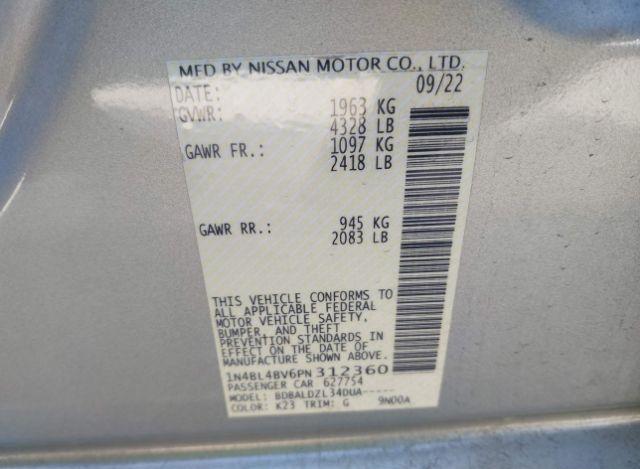 MFD BY NISSAN MOTOR CO., LTD.
DATE: 09/22
GVWR: 1963 KG
4328 LB
GAWR FR.: 1097 KG
2418 LB
GAWR RR.: 945 KG
2083 LB
THIS VEHICLE CONFORMS TO
ALL APPLICABLE FEDERAL
MOTOR VEHICLE SAFETY,
BUMPER, AND THEFT
PREVENTION STANDARDS IN
EFFECT ON THE DATE OF
MANUFACTURE SHOWN ABOVE.
1N4BL4BV6PN312360
PASSENGER CAR 627754
MODEL: BDBALDZL34DUA-----
COLOR: K23 TRIM: G 9N00A